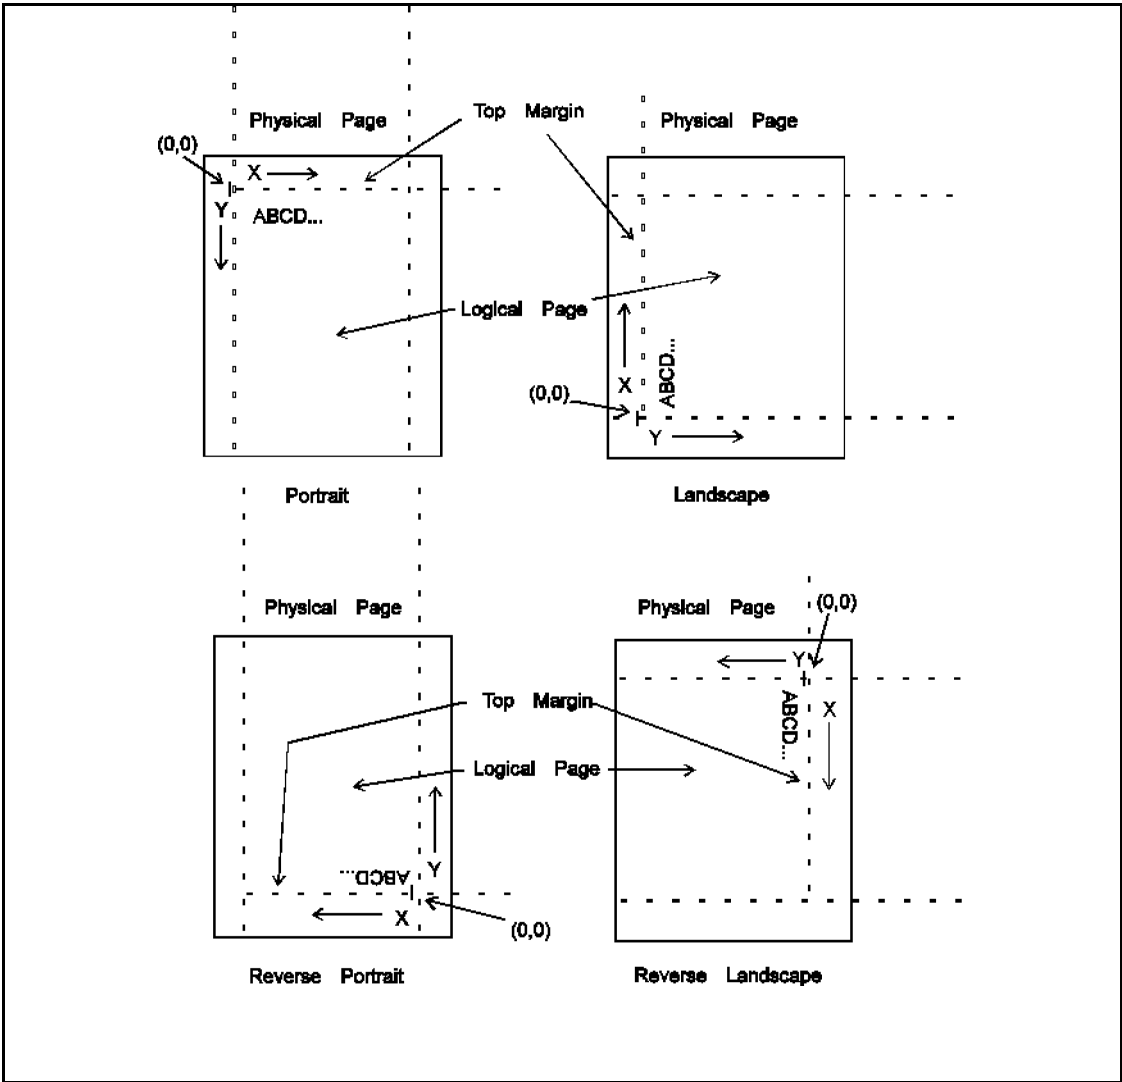 Physical Page
Top Margin
Physical Page
(0,0)
X
Y
ABCD...
Logical Page
ABCD...
X
(0,0)
Y
Portrait
Landscape
Physical Page
Physical Page
(0,0)
Y
Top Margin
X
ABCD...
Logical Page
Y
ABCD...
X
(0,0)
Reverse Portrait
Reverse Landscape